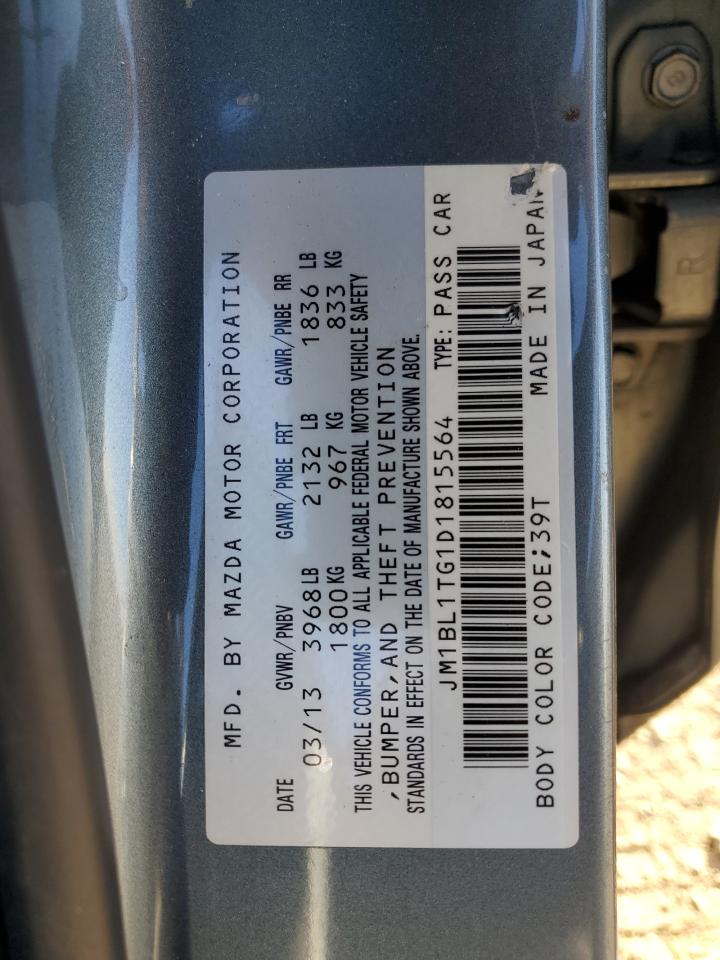 MFD. BY MAZDA MOTOR CORPORATION
DATE GVWR/PNBV GAWR/PNBE FRT GAWR/PNBE RR
03/13 3968LB 2132 LB 1836 LB
1800KG 967 KG 833 KG
THIS VEHICLE CONFORMS TO ALL APPLICABLE FEDERAL MOTOR VEHICLE SAFETY
,BUMPER,AND THEFT PREVENTION
STANDARDS IN EFFECT ON THE DATE OF MANUFACTURE SHOWN ABOVE.
JM1BL1TG1D1815564 TYPE: PASS CAR
BODY COLOR CODE;39T MADE IN JAPAN
R
8